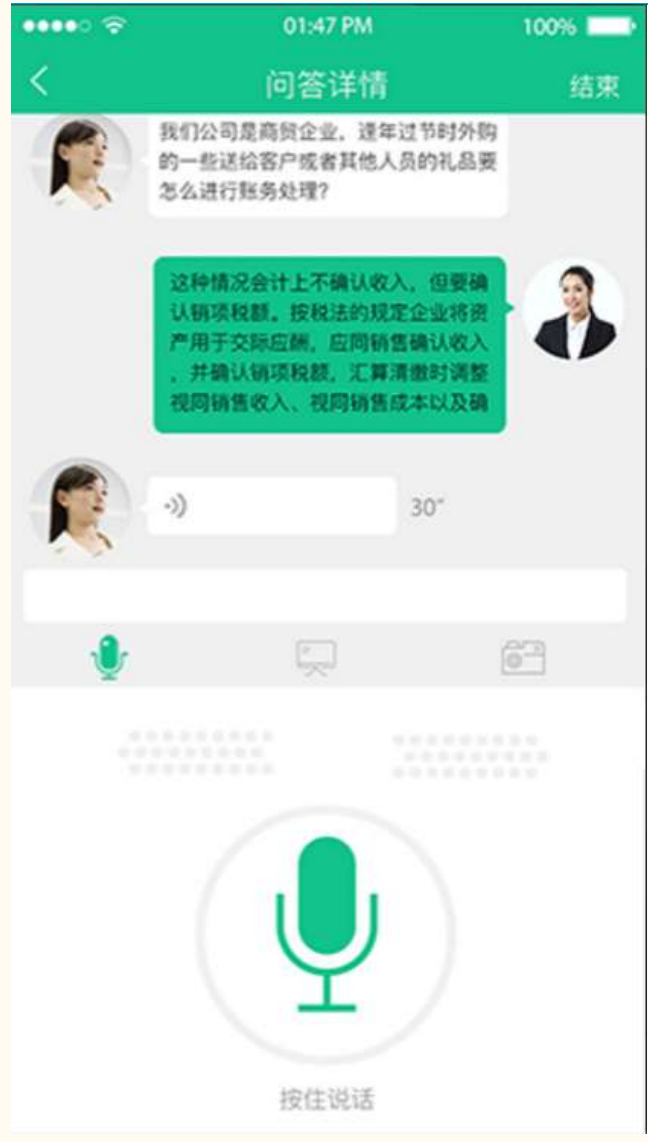 01:47 PM
100%
问答详情
结束
我们公司是商贸企业，逢年过节时外购
的一些送给客户或者其他人员的礼品要
怎么进行账务处理？
这种情况会计上不确认收入，但要确
认销项税额。按税法的规定企业将资
产用于交际应酬，应同销售确认收入
，并确认销项税额，汇算清缴时调整
视同销售收入、视同销售成本以及确
30"
按住说话